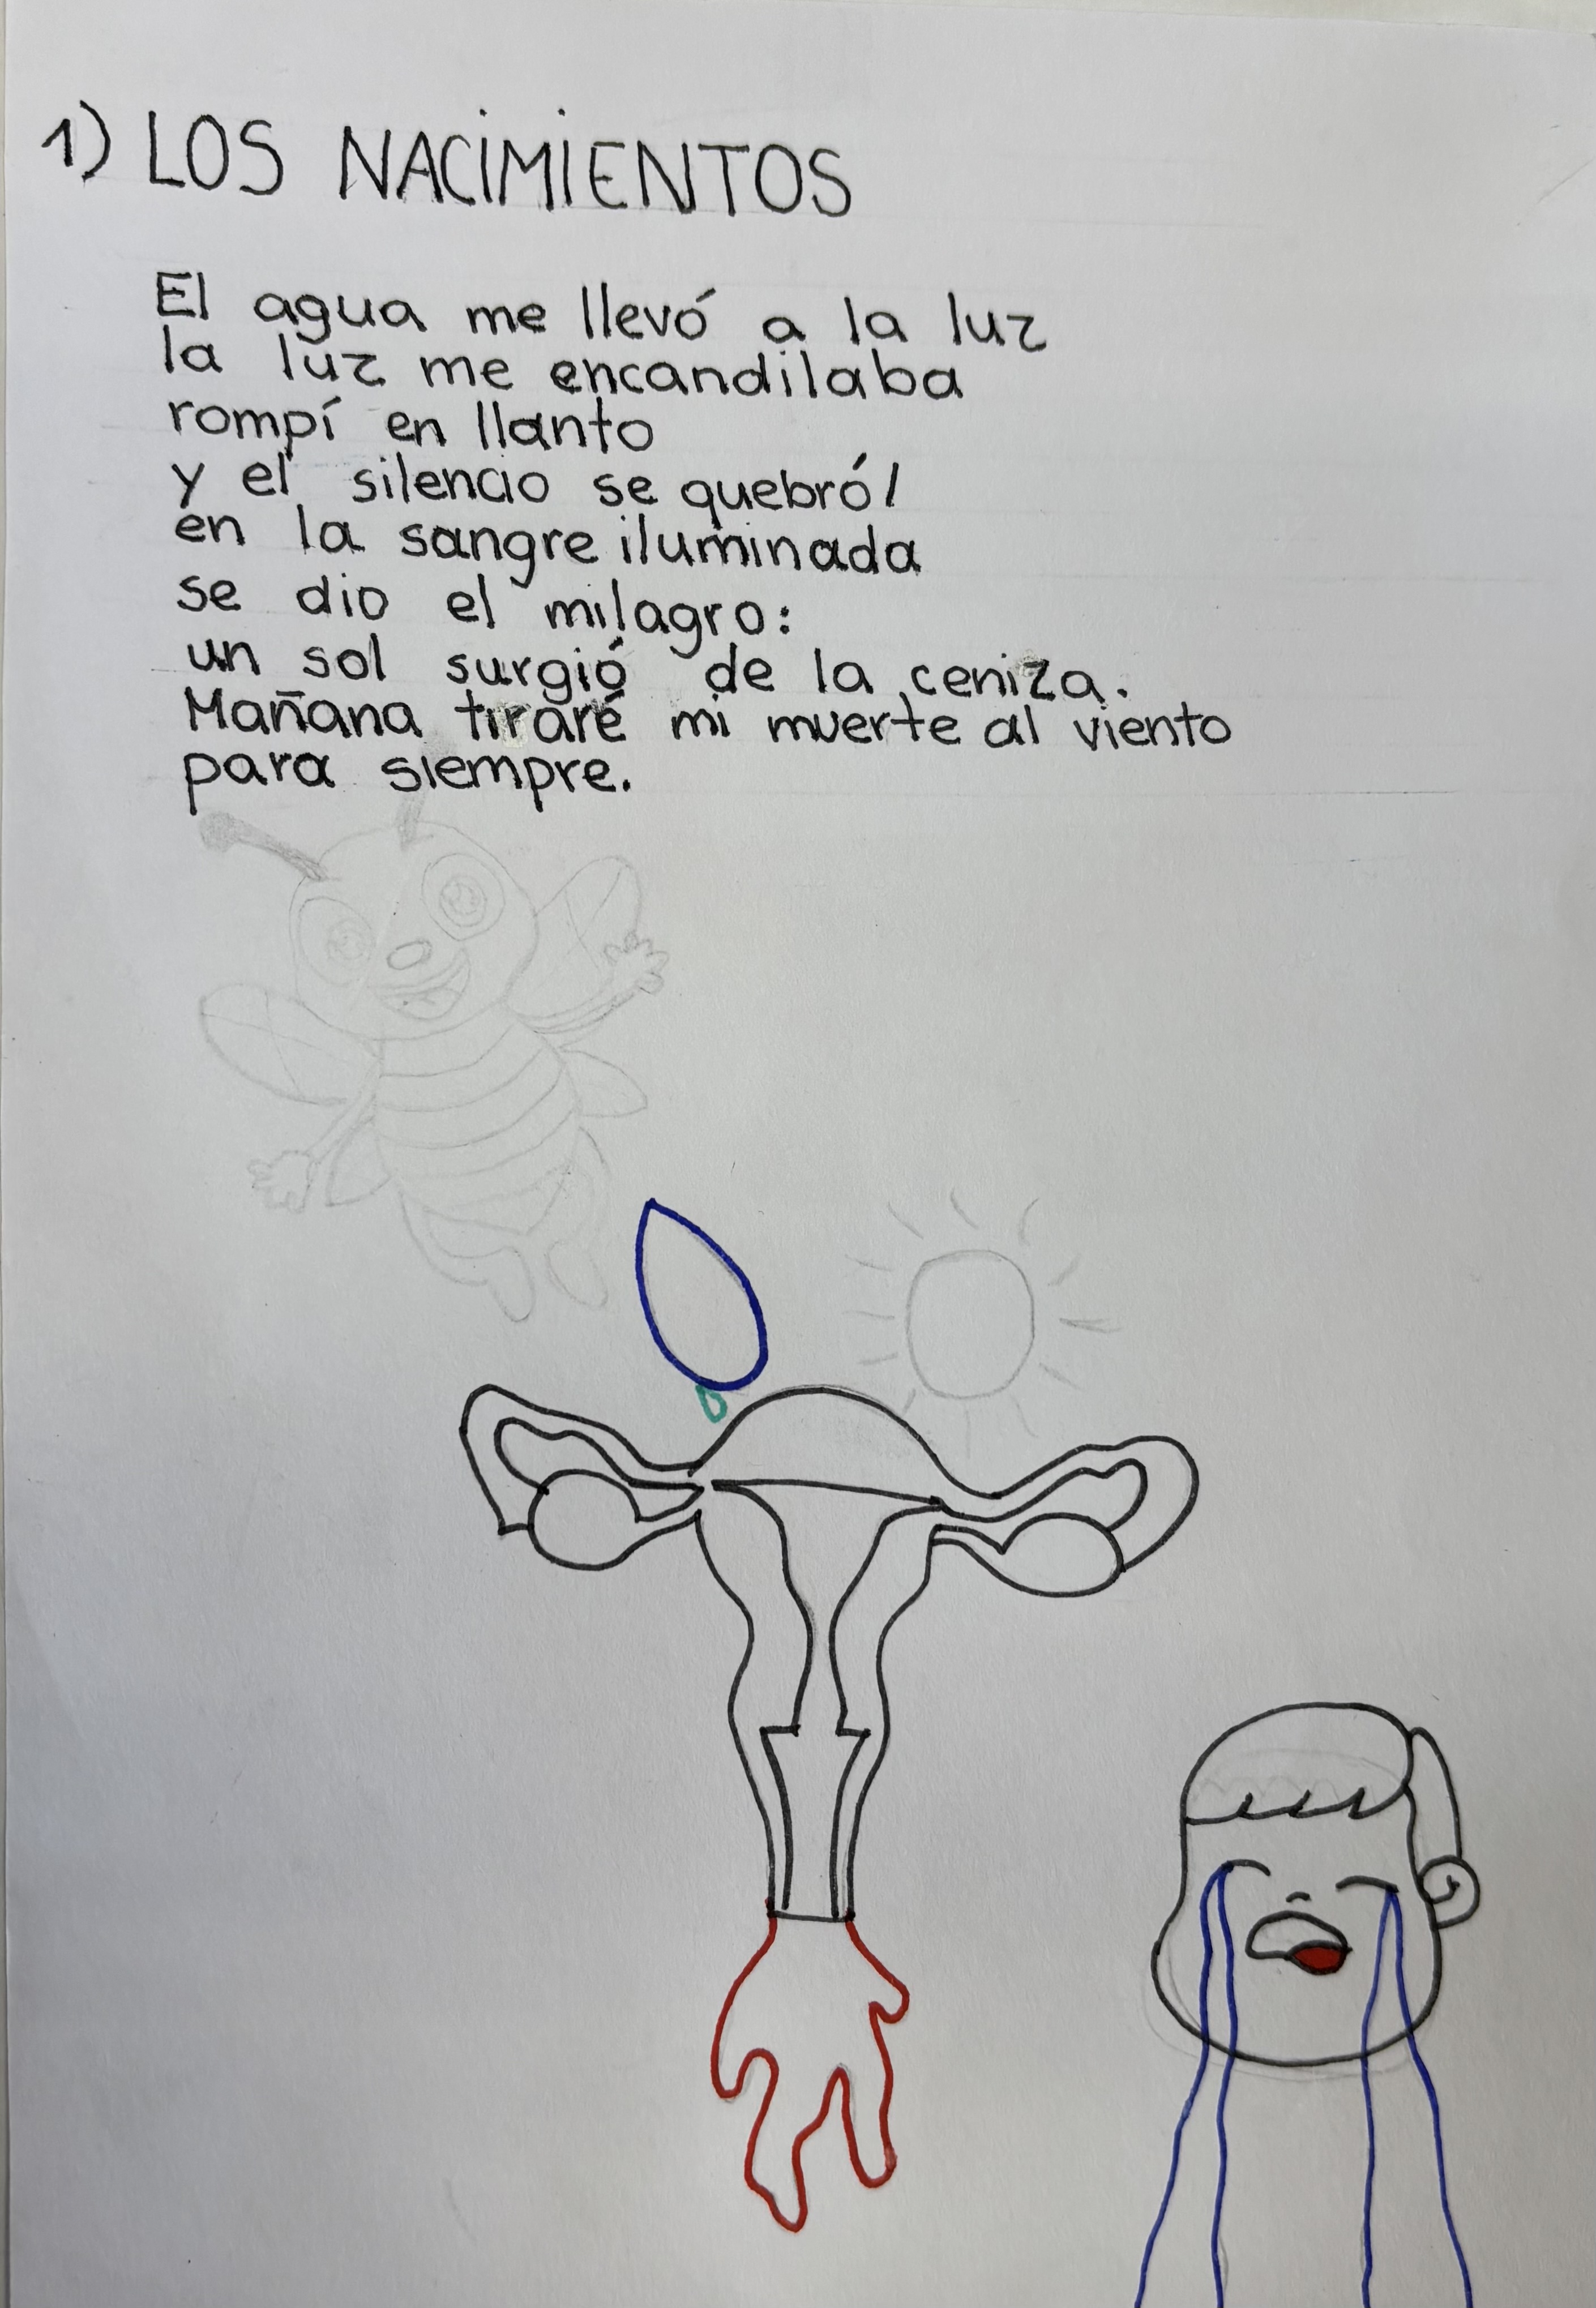 1) LOS NACIMIENTOS
El agua me llevó a la luz
la luz me encandilaba
rompí en llanto
y el silencio se quebró/
en la sangre iluminada
se dio el milagro:
un sol surgió de la ceniza.
Mañana tiraré mi muerte al viento
para siempre.